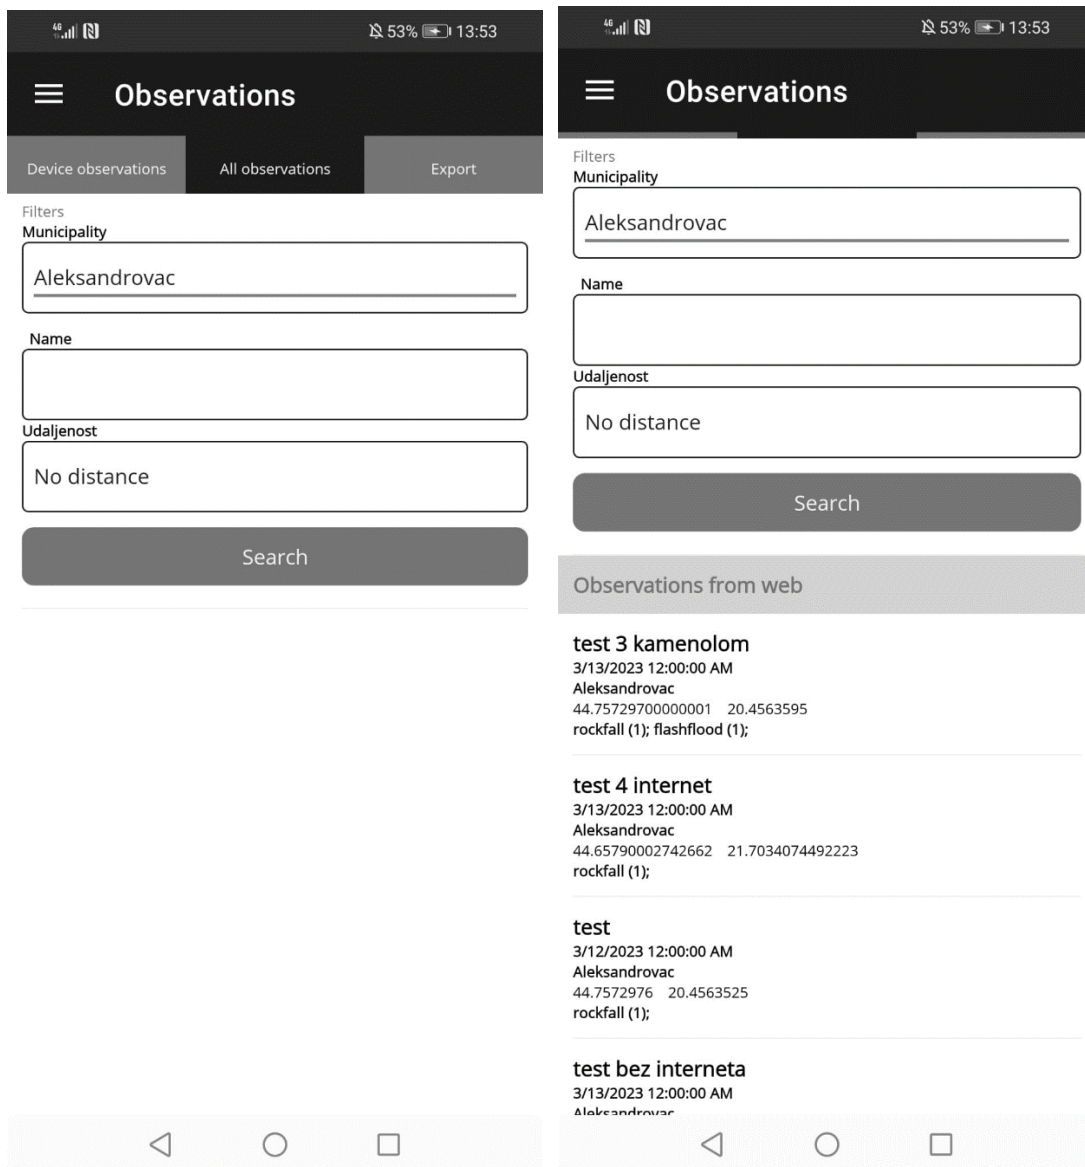 4G 53% 13:53
Observations
Device observations All observations Export
Filters
Municipality
Aleksandrovac
Name
Udaljenost
No distance
Search
4G 53% 13:53
Observations
Filters
Municipality
Aleksandrovac
Name
Udaljenost
No distance
Search
Observations from web
test 3 kamenolom
3/13/2023 12:00:00 AM
Aleksandrovac
44.75729700000001 20.4563595
rockfall (1); flashflood (1);
test 4 internet
3/13/2023 12:00:00 AM
Aleksandrovac
44.65790002742662 21.7034074492223
rockfall (1);
test
3/12/2023 12:00:00 AM
Aleksandrovac
44.7572976 20.4563525
rockfall (1);
test bez interneta
3/13/2023 12:00:00 AM
Aleksandrovac